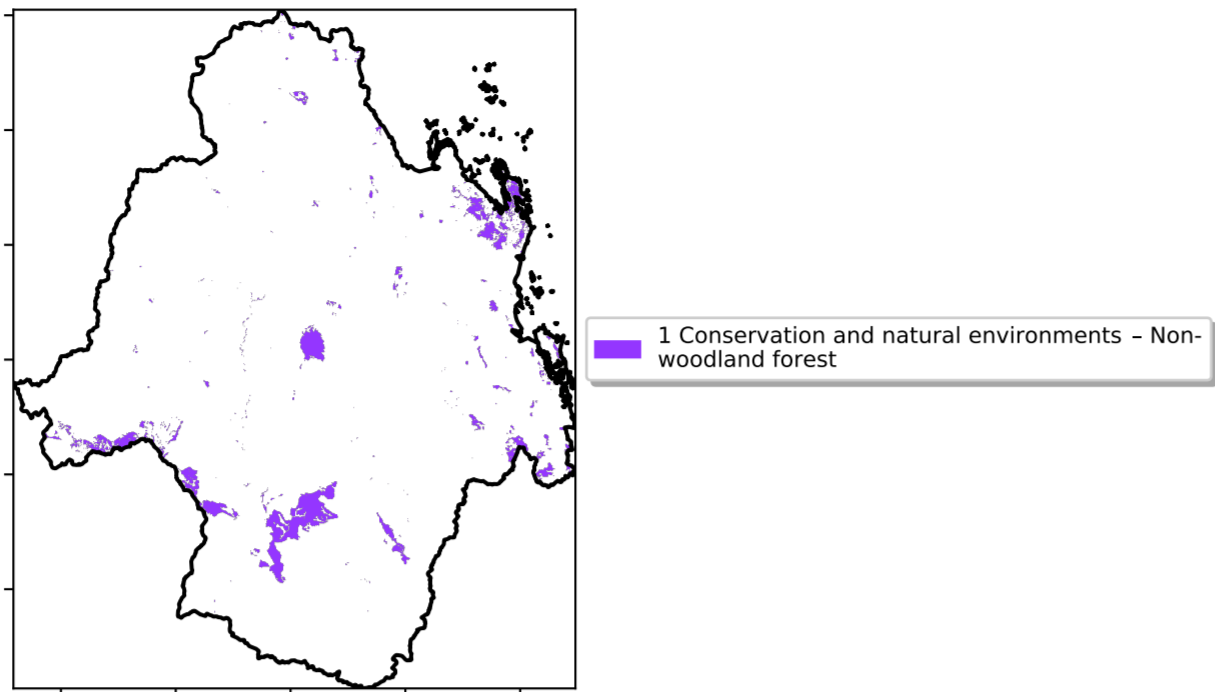 1 Conservation and natural environments – Non-
woodland forest